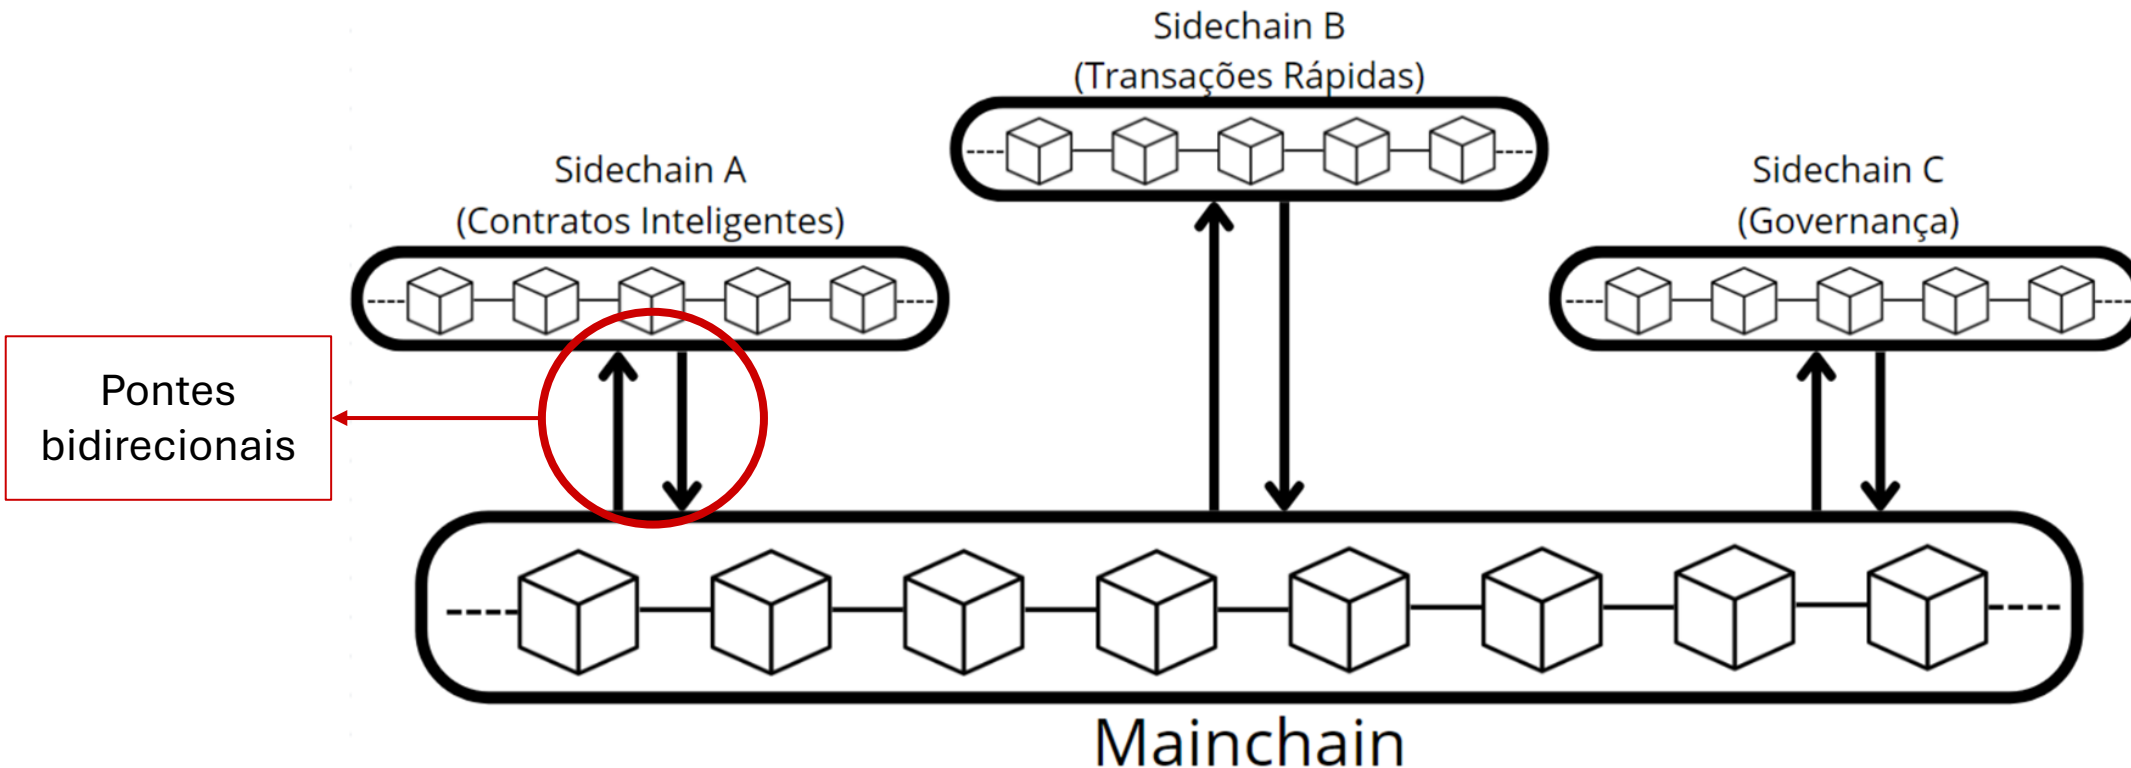 Sidechain B
(Transações Rápidas)
Sidechain A
(Contratos Inteligentes)
Sidechain C
(Governança)
Pontes
bidirecionais
Mainchain